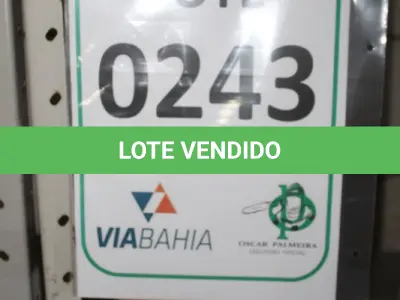 0243
LOTE VENDIDO
VIABAHIA
OSCAR PALMEIRA